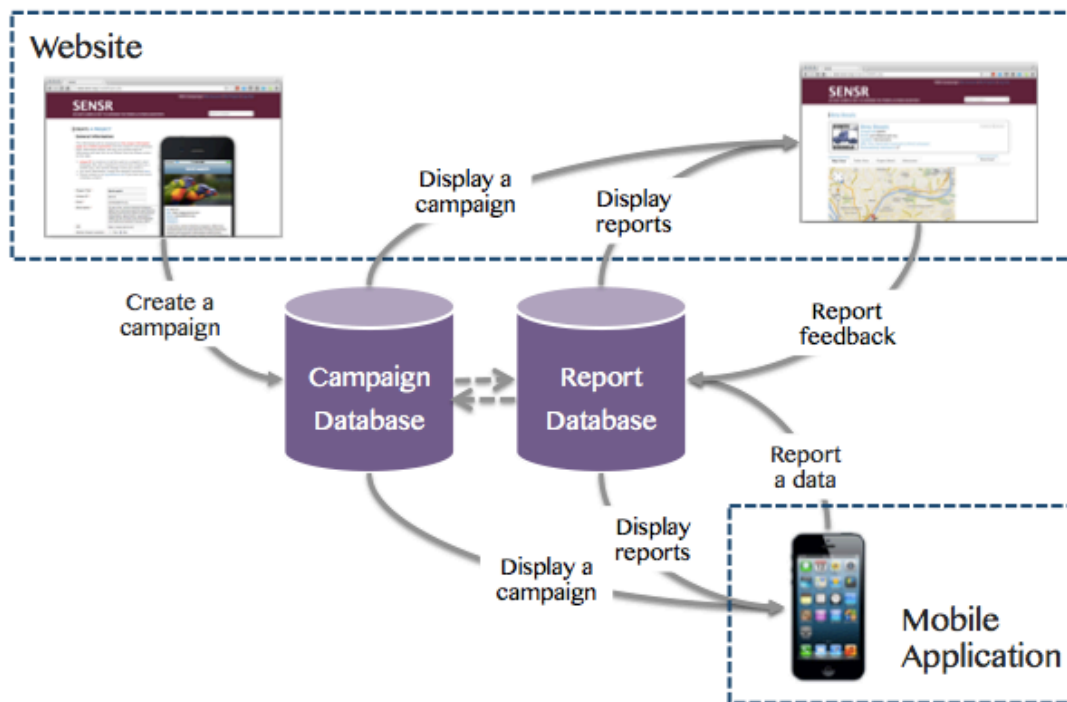 Website
SENSR
SENSR
Display a
campaign
Display
reports
Create a
campaign
Report
feedback
Campaign
Database
Report
Database
Report
a data
Display
reports
Display a
campaign
Mobile
Application